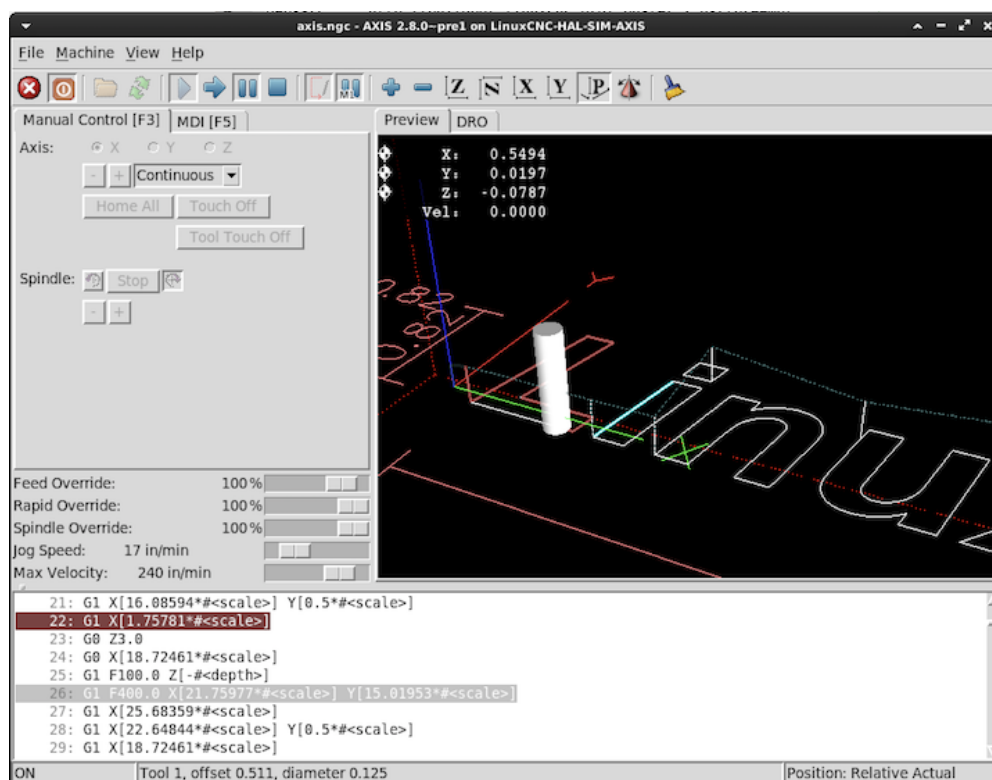 axis.ngc - AXIS 2.8.0~pre1 on LinuxCNC-HAL-SIM-AXIS
File Machine View Help
Z N X Y P
M1
Manual Control [F3] MDI [F5]
Preview DRO
Axis: X Y Z
- + Continuous
Home All Touch Off
Tool Touch Off
Spindle: Stop
- +
X: 0.5494
Y: 0.0197
Z: -0.0787
Vel: 0.0000
Y
Linu
Feed Override: 100 %
Rapid Override: 100 %
Spindle Override: 100 %
Jog Speed: 17 in/min
Max Velocity: 240 in/min
21: G1 X[16.08594*#<scale>] Y[0.5*#<scale>]
22: G1 X[1.75781*#<scale>]
23: G0 Z3.0
24: G0 X[18.72461*#<scale>]
25: G1 F100.0 Z[-#<depth>]
26: G1 F400.0 X[21.75977*#<scale>] Y[15.01953*#<scale>]
27: G1 X[25.68359*#<scale>]
28: G1 X[22.64844*#<scale>] Y[0.5*#<scale>]
29: G1 X[18.72461*#<scale>]
ON Tool 1, offset 0.511, diameter 0.125 Position: Relative Actual